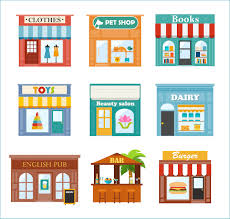 CLOTHES
PET SHOP
Books
TOYS
Beauty salon
DAIRY
ENGLISH PUB
BAR
Burger